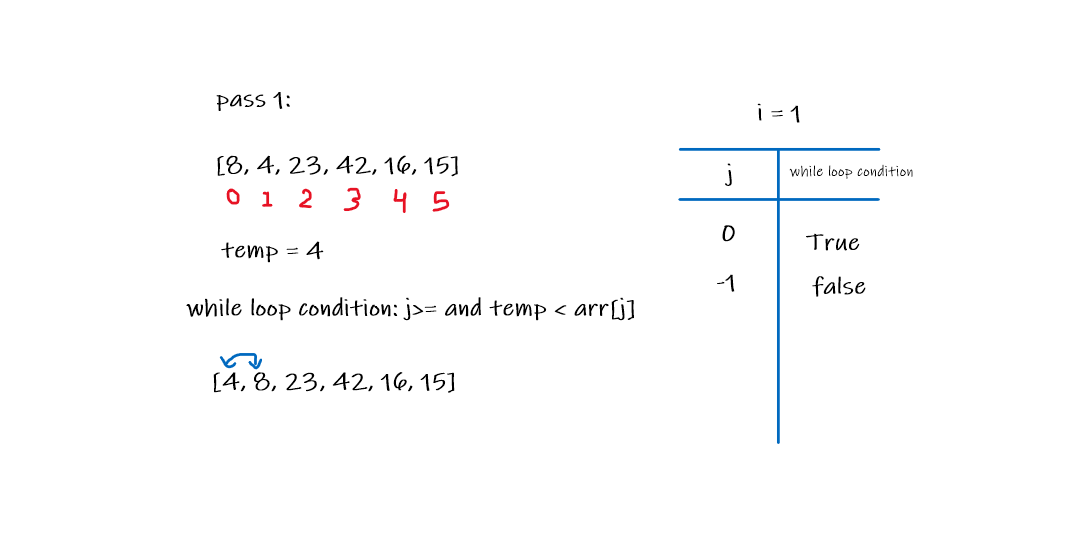 pass 1:
[8, 4, 23, 42, 16, 15]
0 1 2 3 4 5
temp = 4
while loop condition: j>= and temp < arr[j]
[4, 8, 23, 42, 16, 15]
i = 1
j while loop condition
0 True
-1 false